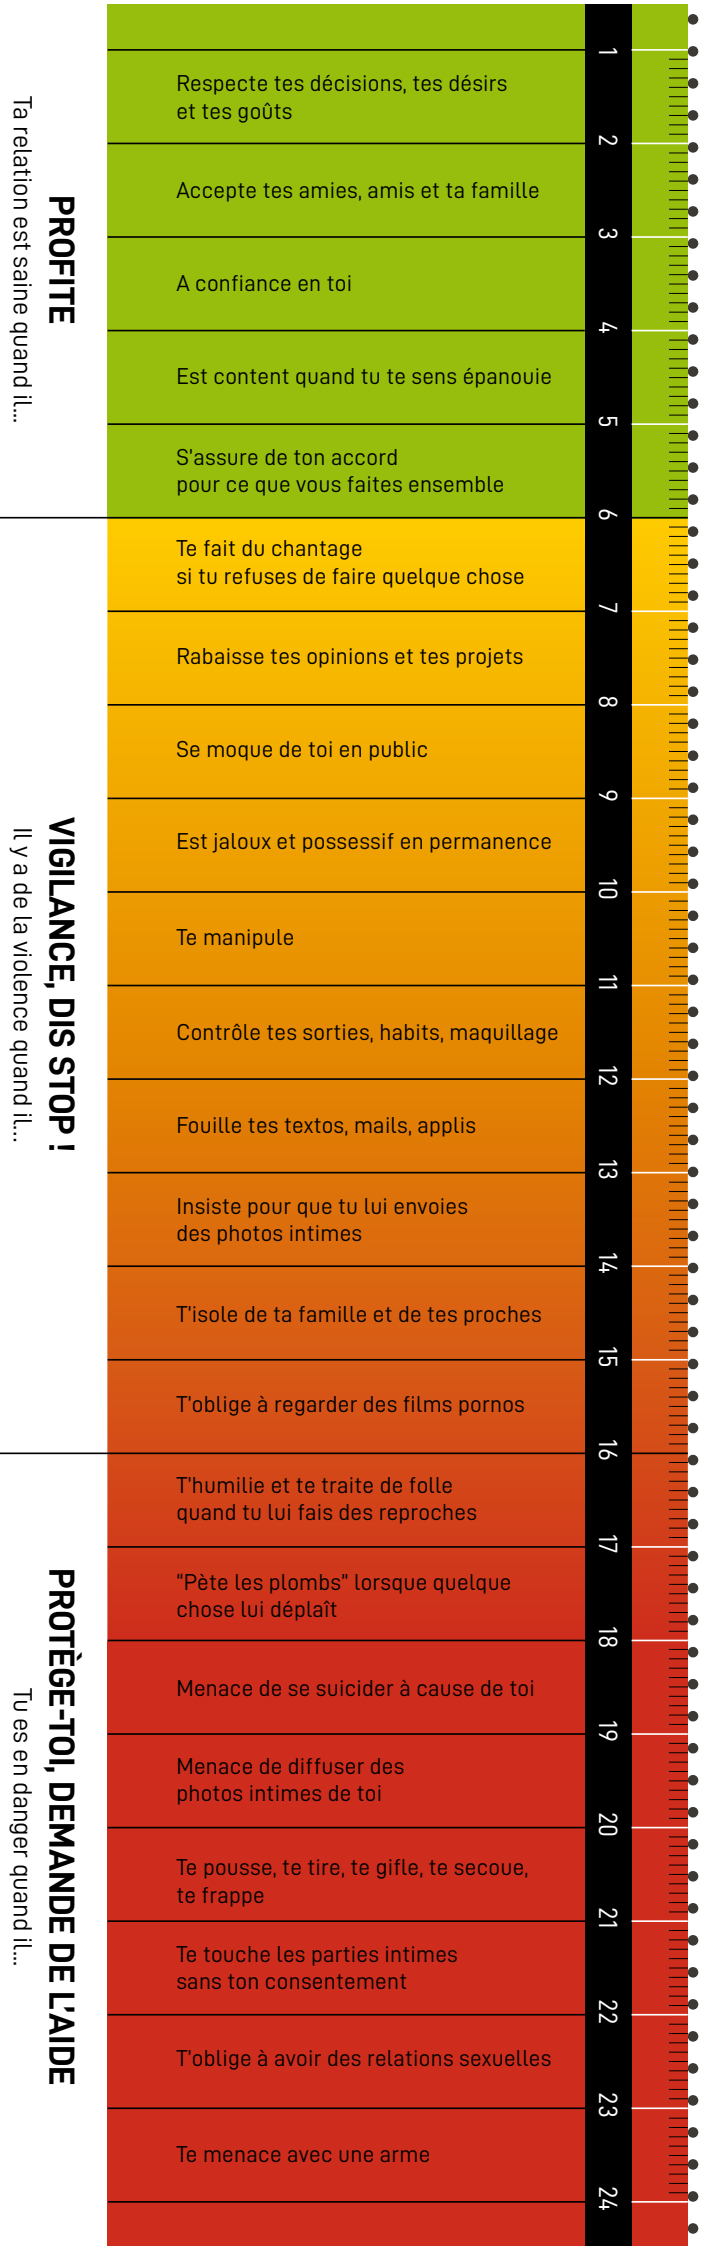 PROFITE
Ta relation est saine quand il...
1
Respecte tes décisions, tes désirs
et tes goûts
2
Accepte tes amies, amis et ta famille
3
A confiance en toi
4
Est content quand tu te sens épanouie
5
S'assure de ton accord
pour ce que vous faites ensemble
6
VIGILANCE, DIS STOP !
Il y a de la violence quand il...
Te fait du chantage
si tu refuses de faire quelque chose
7
Rabaisse tes opinions et tes projets
8
Se moque de toi en public
9
Est jaloux et possessif en permanence
10
Te manipule
11
Contrôle tes sorties, habits, maquillage
12
Fouille tes textos, mails, applis
13
Insiste pour que tu lui envoies
des photos intimes
14
T'isole de ta famille et de tes proches
15
T'oblige à regarder des films pornos
16
PROTÈGE-TOI, DEMANDE DE L'AIDE
Tu es en danger quand il...
T'humilie et te traite de folle
quand tu lui fais des reproches
17
"Pète les plombs" lorsque quelque
chose lui déplaît
18
Menace de se suicider à cause de toi
19
Menace de diffuser des
photos intimes de toi
20
Te pousse, te tire, te gifle, te secoue,
te frappe
21
Te touche les parties intimes
sans ton consentement
22
T'oblige à avoir des relations sexuelles
23
Te menace avec une arme
24